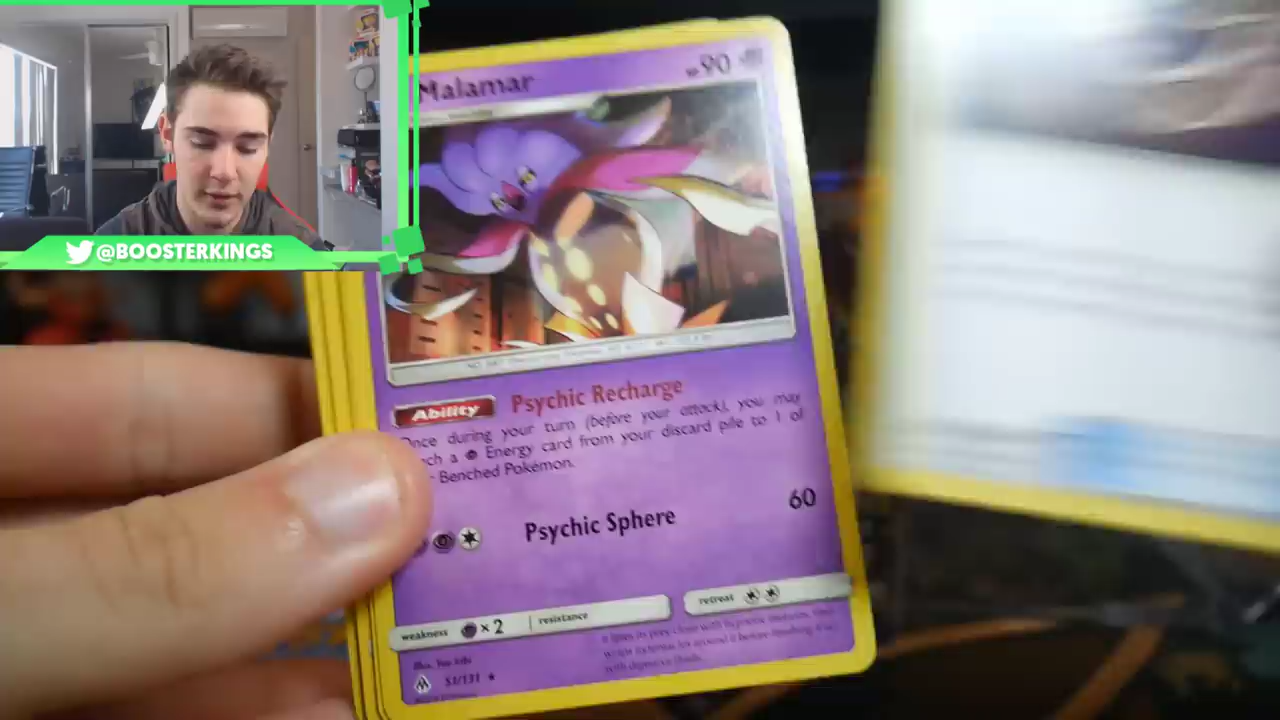 @BOOSTERKINGS
Malamar
90
Ability Psychic Recharge
Once during your turn (before your attack), you may
a Energy card from your discard pile to 1 of
Benched Pokémon.
Psychic Sphere 60
weakness ×2 resistance
retreat
Illus.
51/131